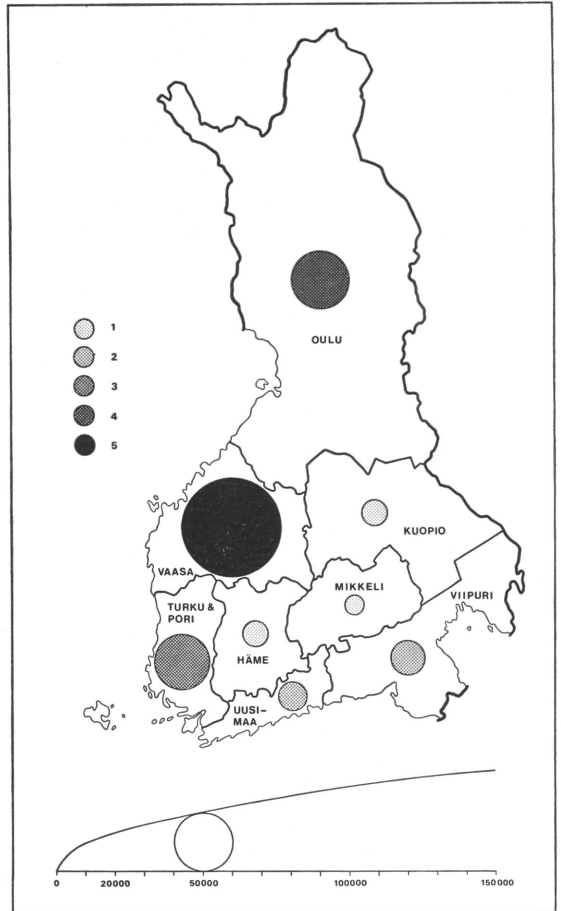 OULU
1
2
3
4
5
KUOPIO
VAASA
MIKKELI
VIIPURI
TURKU &
PORI
HÄME
UUSI–
MAA
0 20000 50000 100000 150000